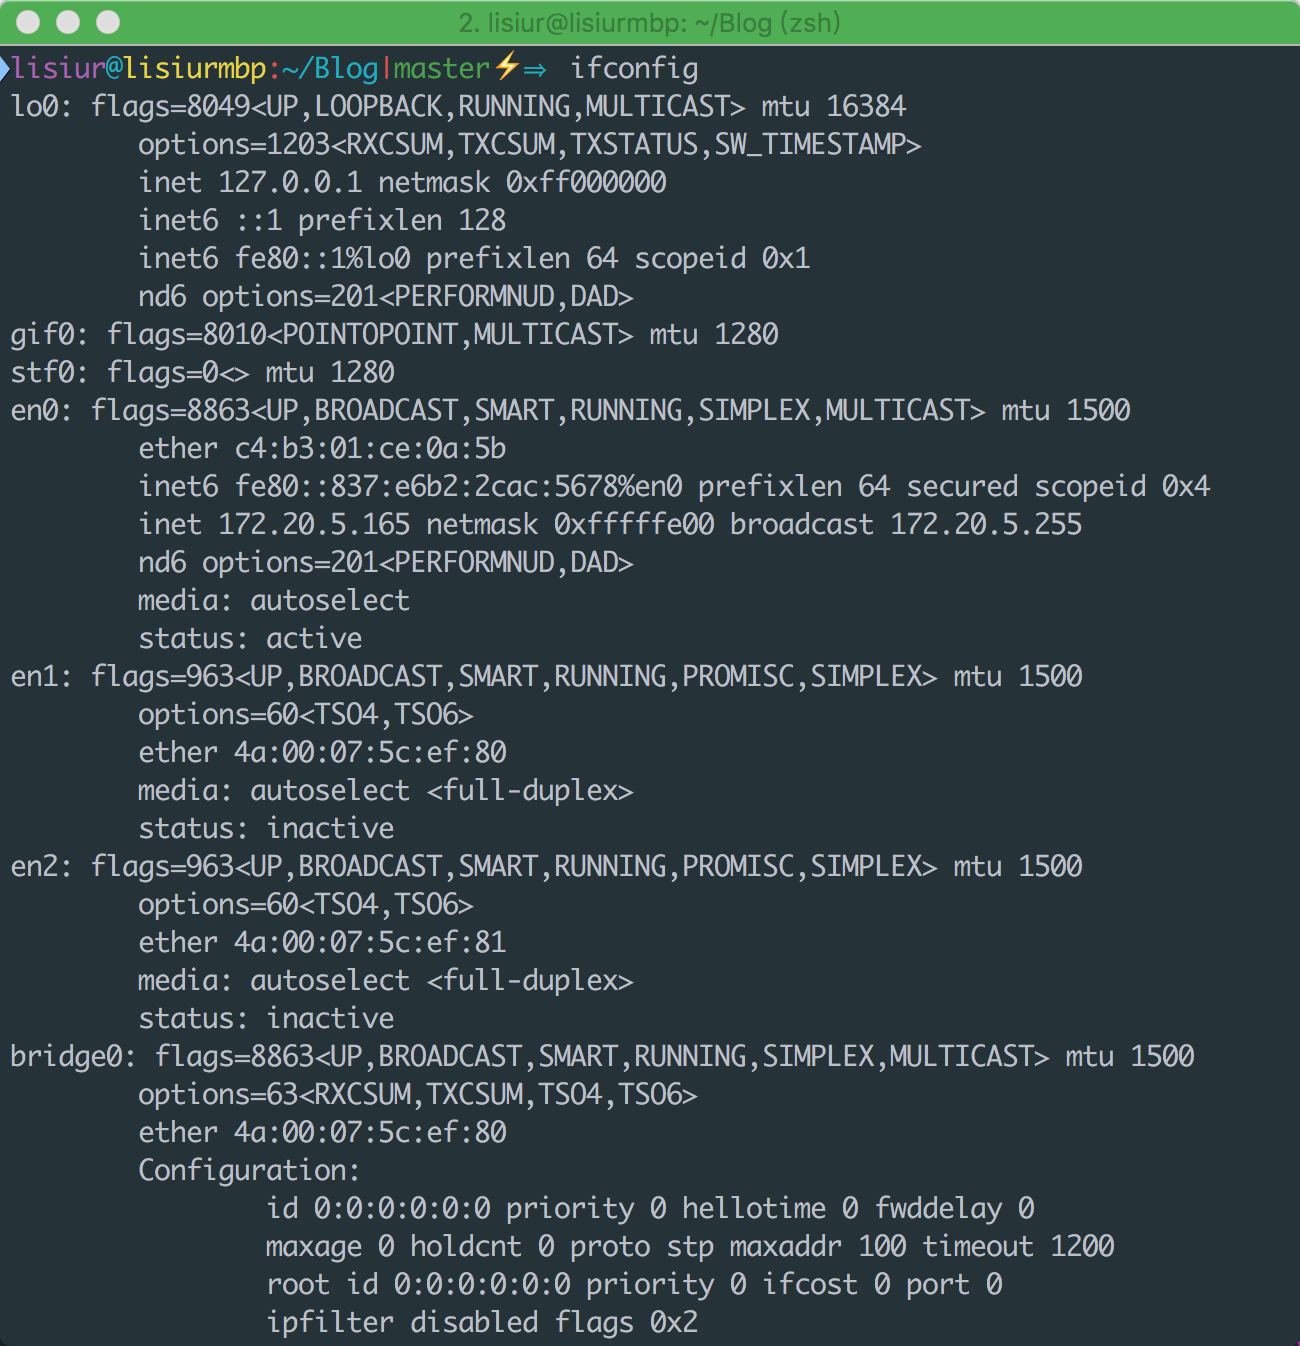 2. lisiur@lisiurmbp: ~/Blog (zsh)
lisiur@lisiurmbp:~/Blog|master⚡⇒ ifconfig
lo0: flags=8049<UP,LOOPBACK,RUNNING,MULTICAST> mtu 16384
options=1203<RXCSUM,TXCSUM,TXSTATUS,SW_TIMESTAMP>
inet 127.0.0.1 netmask 0xff000000
inet6 ::1 prefixlen 128
inet6 fe80::1%lo0 prefixlen 64 scopeid 0x1
nd6 options=201<PERFORMNUD,DAD>
gif0: flags=8010<POINTOPOINT,MULTICAST> mtu 1280
stf0: flags=0<> mtu 1280
en0: flags=8863<UP,BROADCAST,SMART,RUNNING,SIMPLEX,MULTICAST> mtu 1500
ether c4:b3:01:ce:0a:5b
inet6 fe80::837:e6b2:2cac:5678%en0 prefixlen 64 secured scopeid 0x4
inet 172.20.5.165 netmask 0xfffffe00 broadcast 172.20.5.255
nd6 options=201<PERFORMNUD,DAD>
media: autoselect
status: active
en1: flags=963<UP,BROADCAST,SMART,RUNNING,PROMISC,SIMPLEX> mtu 1500
options=60<TSO4,TSO6>
ether 4a:00:07:5c:ef:80
media: autoselect <full-duplex>
status: inactive
en2: flags=963<UP,BROADCAST,SMART,RUNNING,PROMISC,SIMPLEX> mtu 1500
options=60<TSO4,TSO6>
ether 4a:00:07:5c:ef:81
media: autoselect <full-duplex>
status: inactive
bridge0: flags=8863<UP,BROADCAST,SMART,RUNNING,SIMPLEX,MULTICAST> mtu 1500
options=63<RXCSUM,TXCSUM,TSO4,TSO6>
ether 4a:00:07:5c:ef:80
Configuration:
id 0:0:0:0:0:0 priority 0 hellotime 0 fwddelay 0
maxage 0 holdcnt 0 proto stp maxaddr 100 timeout 1200
root id 0:0:0:0:0:0 priority 0 ifcost 0 port 0
ipfilter disabled flags 0x2